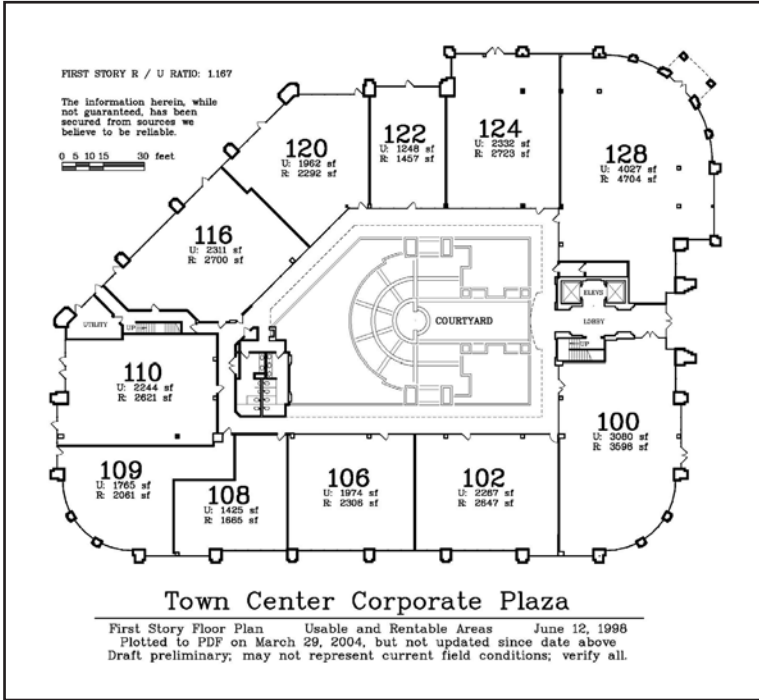 FIRST STORY R / U RATIO: 1.167
The information herein, while
not guaranteed, has been
secured from sources we
believe to be reliable.
0 5 10 15 30 feet
120
U: 1962 sf
R: 2292 sf
122
U: 1248 sf
R: 1457 sf
124
U: 2332 sf
R: 2723 sf
128
U: 4027 sf
R: 4704 sf
116
U: 2311 sf
R: 2700 sf
ELEVS
LOBBY
UP
COURTYARD
UTILITY
UP
110
U: 2244 sf
R: 2621 sf
100
U: 3080 sf
R: 3598 sf
109
U: 1765 sf
R: 2061 sf
108
U: 1425 sf
R: 1665 sf
106
U: 1974 sf
R: 2306 sf
102
U: 2267 sf
R: 2647 sf
Town Center Corporate Plaza
First Story Floor Plan Usable and Rentable Areas June 12, 1998
Plotted to PDF on March 29, 2004, but not updated since date above
Draft preliminary; may not represent current field conditions; verify all.